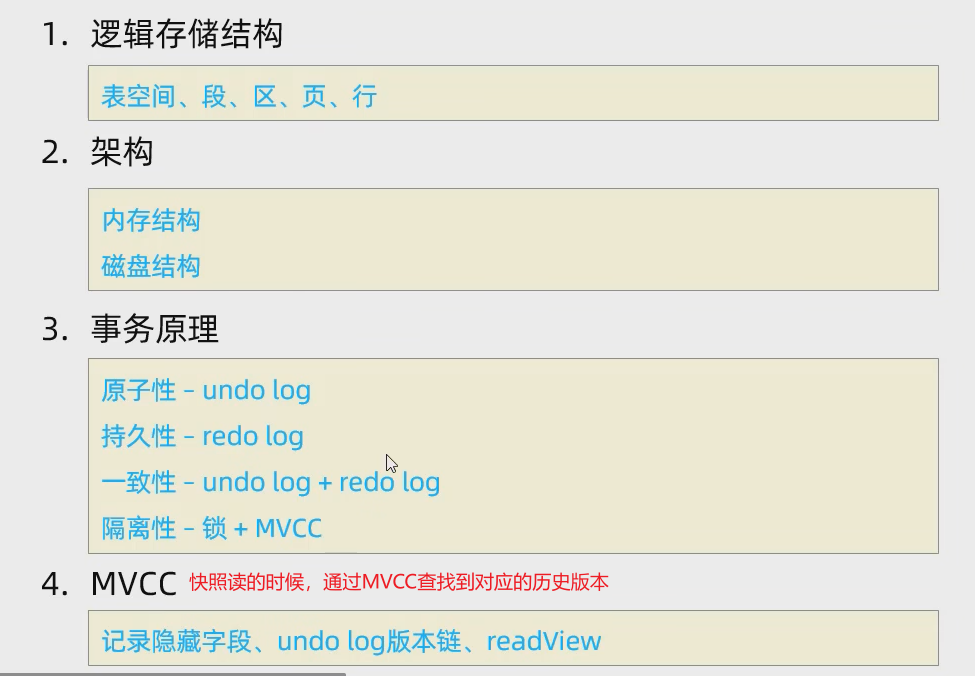 1. 逻辑存储结构
表空间、段、区、页、行
2. 架构
内存结构
磁盘结构
3. 事务原理
原子性 – undo log
持久性 – redo log
一致性 – undo log + redo log
隔离性 – 锁 + MVCC
4. MVCC 快照读的时候，通过MVCC查找到对应的历史版本
记录隐藏字段、undo log版本链、readView